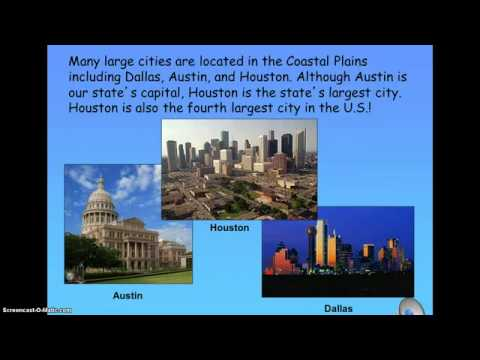 Many large cities are located in the Coastal Plains
including Dallas, Austin, and Houston. Although Austin is
our state's capital, Houston is the state's largest city.
Houston is also the fourth largest city in the U.S.!
Houston
Austin
Dallas
Screencast-O-Matic.com